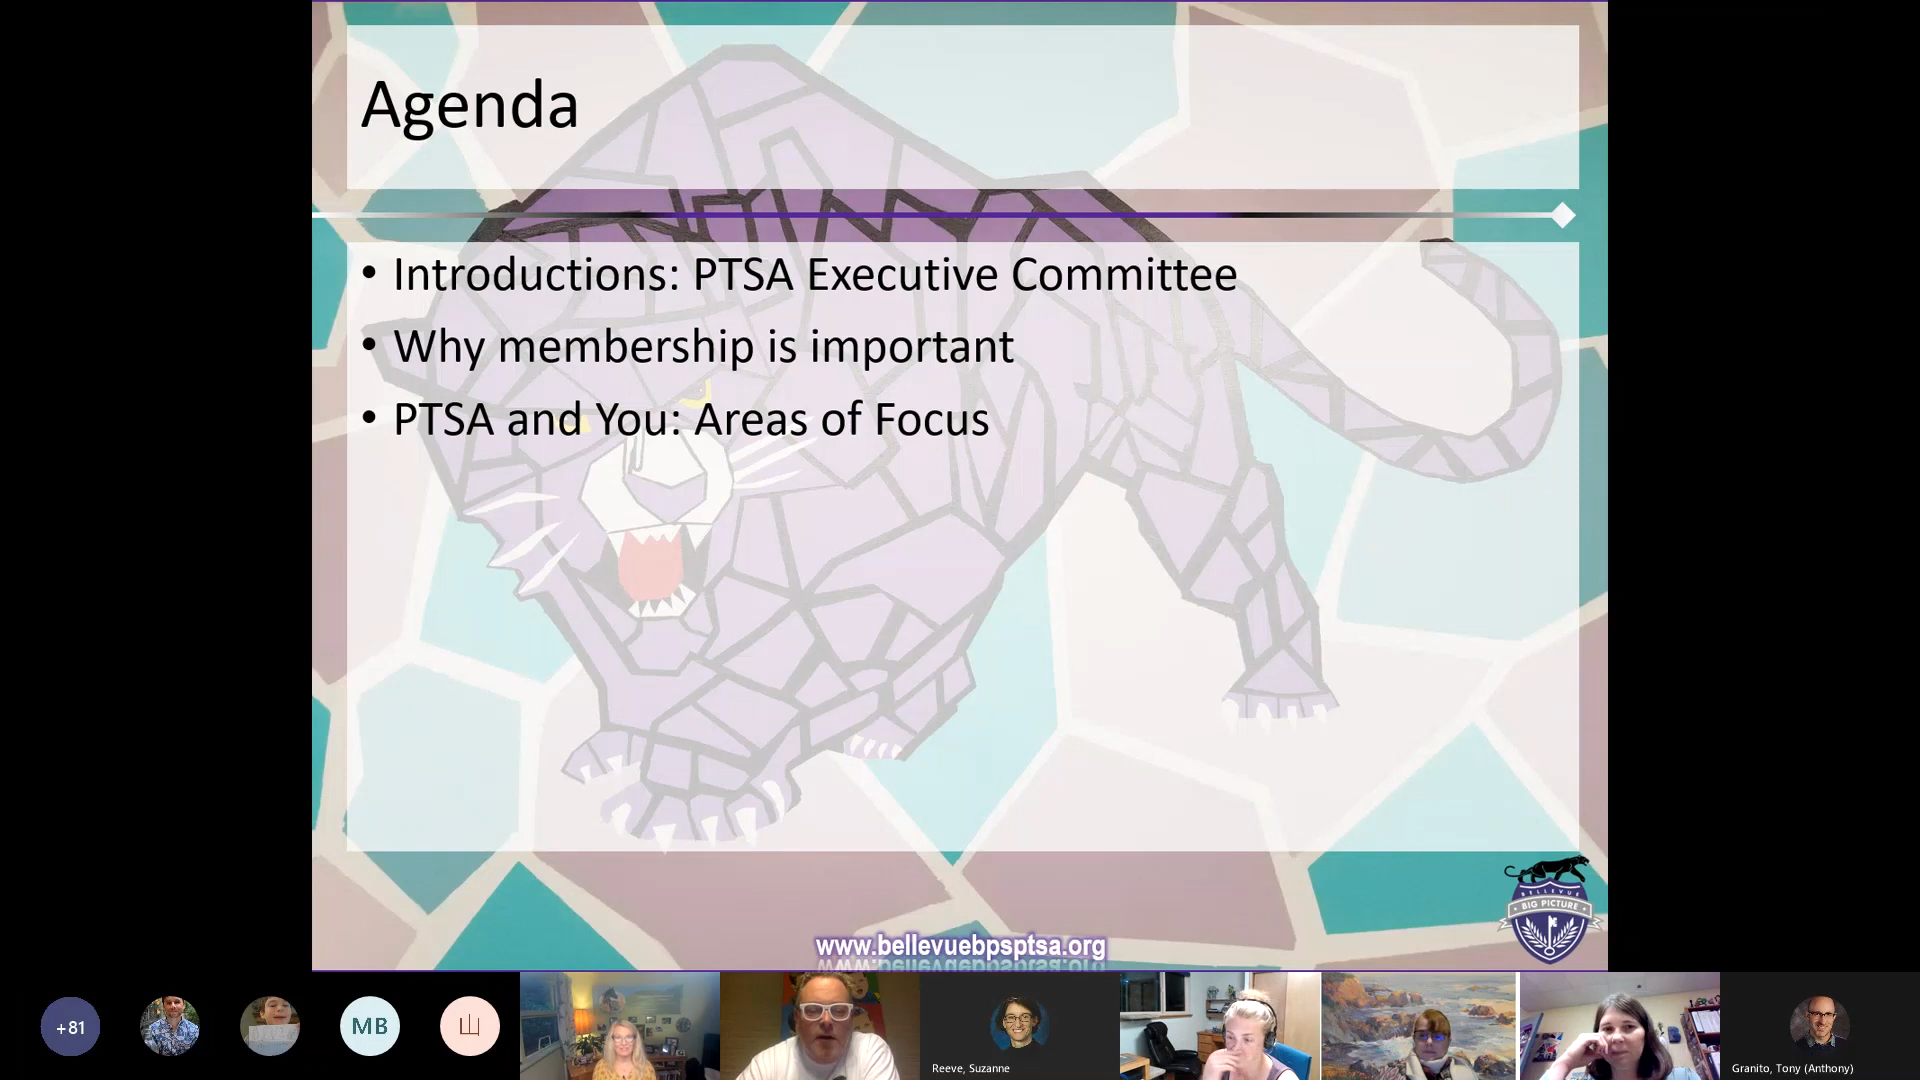 Agenda
• Introductions: PTSA Executive Committee
• Why membership is important
• PTSA and You: Areas of Focus
BELLEVUE
BIG PICTURE
www.bellevuebpsptsa.org
+81
MB
Ш
Reeve, Suzanne
Granito, Tony (Anthony)